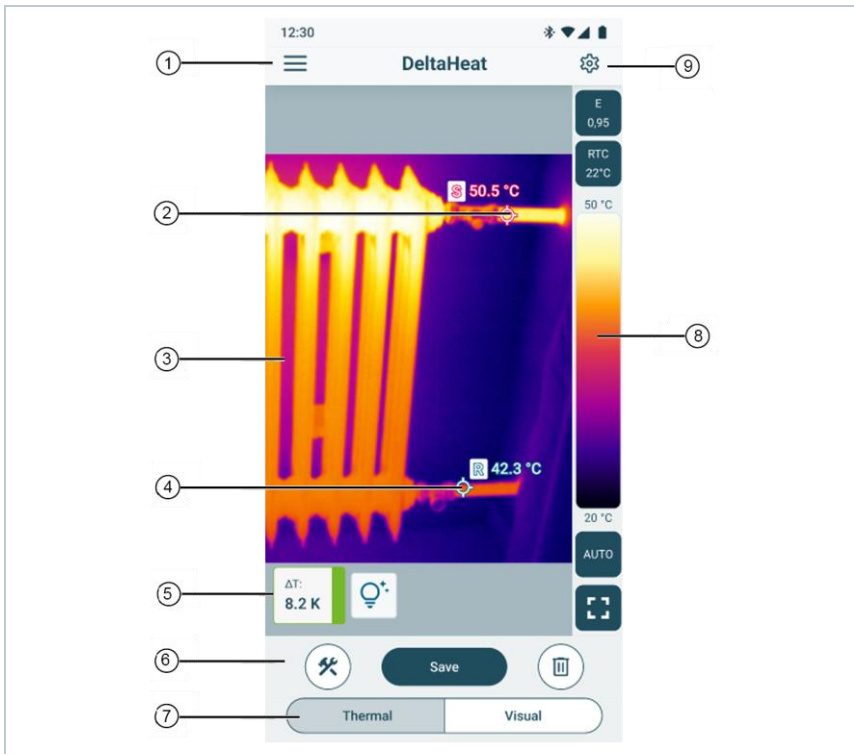 12:30
① DeltaHeat ⑨
E
0,95
RTC
22°C
50 °C
S 50.5 °C
②
③
⑧
R 42.3 °C
④
20 °C
AUTO
ΔT:
8.2 K
⑤
⑥ Save
⑦ Thermal Visual